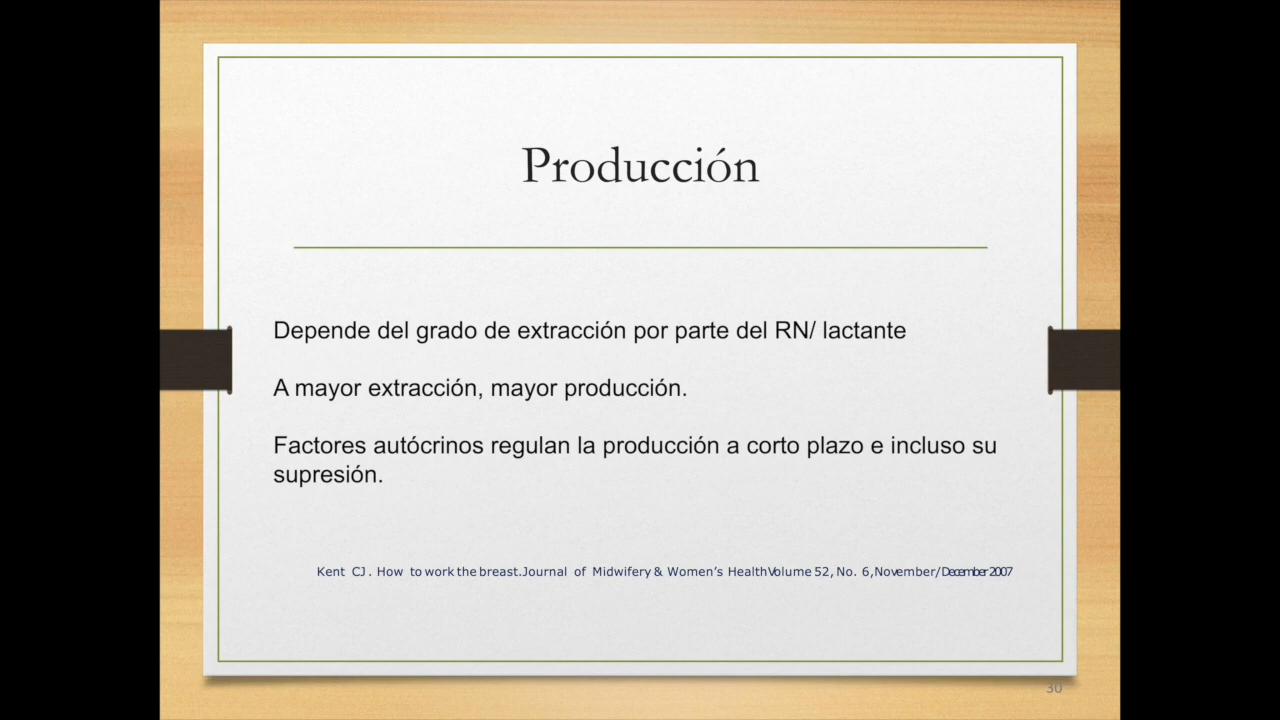 Producción
Depende del grado de extracción por parte del RN/ lactante
A mayor extracción, mayor producción.
Factores autócrinos regulan la producción a corto plazo e incluso su
supresión.
Kent CJ. How to work the breast.Journal of Midwifery & Women's HealthVolume 52, No. 6,November/December 2007
30